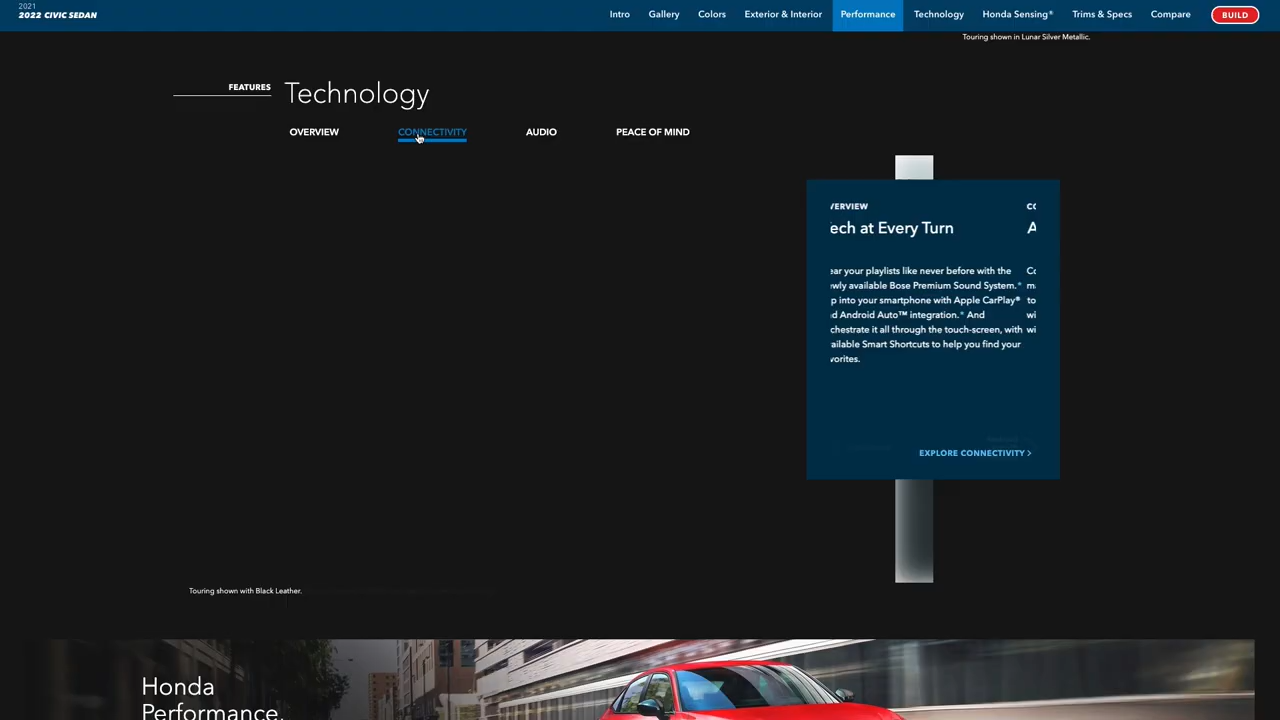 2021
2022 CIVIC SEDAN
Intro
Gallery
Colors
Exterior & Interior
Performance
Technology
Honda Sensing®
Trims & Specs
Compare
BUILD
Touring shown in Lunar Silver Metallic.
FEATURES
Technology
OVERVIEW
CONNECTIVITY
AUDIO
PEACE OF MIND
VERIEW
ech at Every Turn
ear your playlists like never before with the
wly available Bose Premium Sound System.*
p into your smartphone with Apple CarPlay®
d Android Auto™ integration.* And
chestrate it all through the touch-screen, with
ailable Smart Shortcuts to help you find your
vorites.
EXPLORE CONNECTIVITY >
Touring shown with Black Leather.
Honda
Performance.